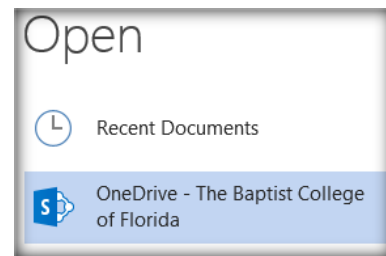 Open
Recent Documents
OneDrive - The Baptist College
of Florida